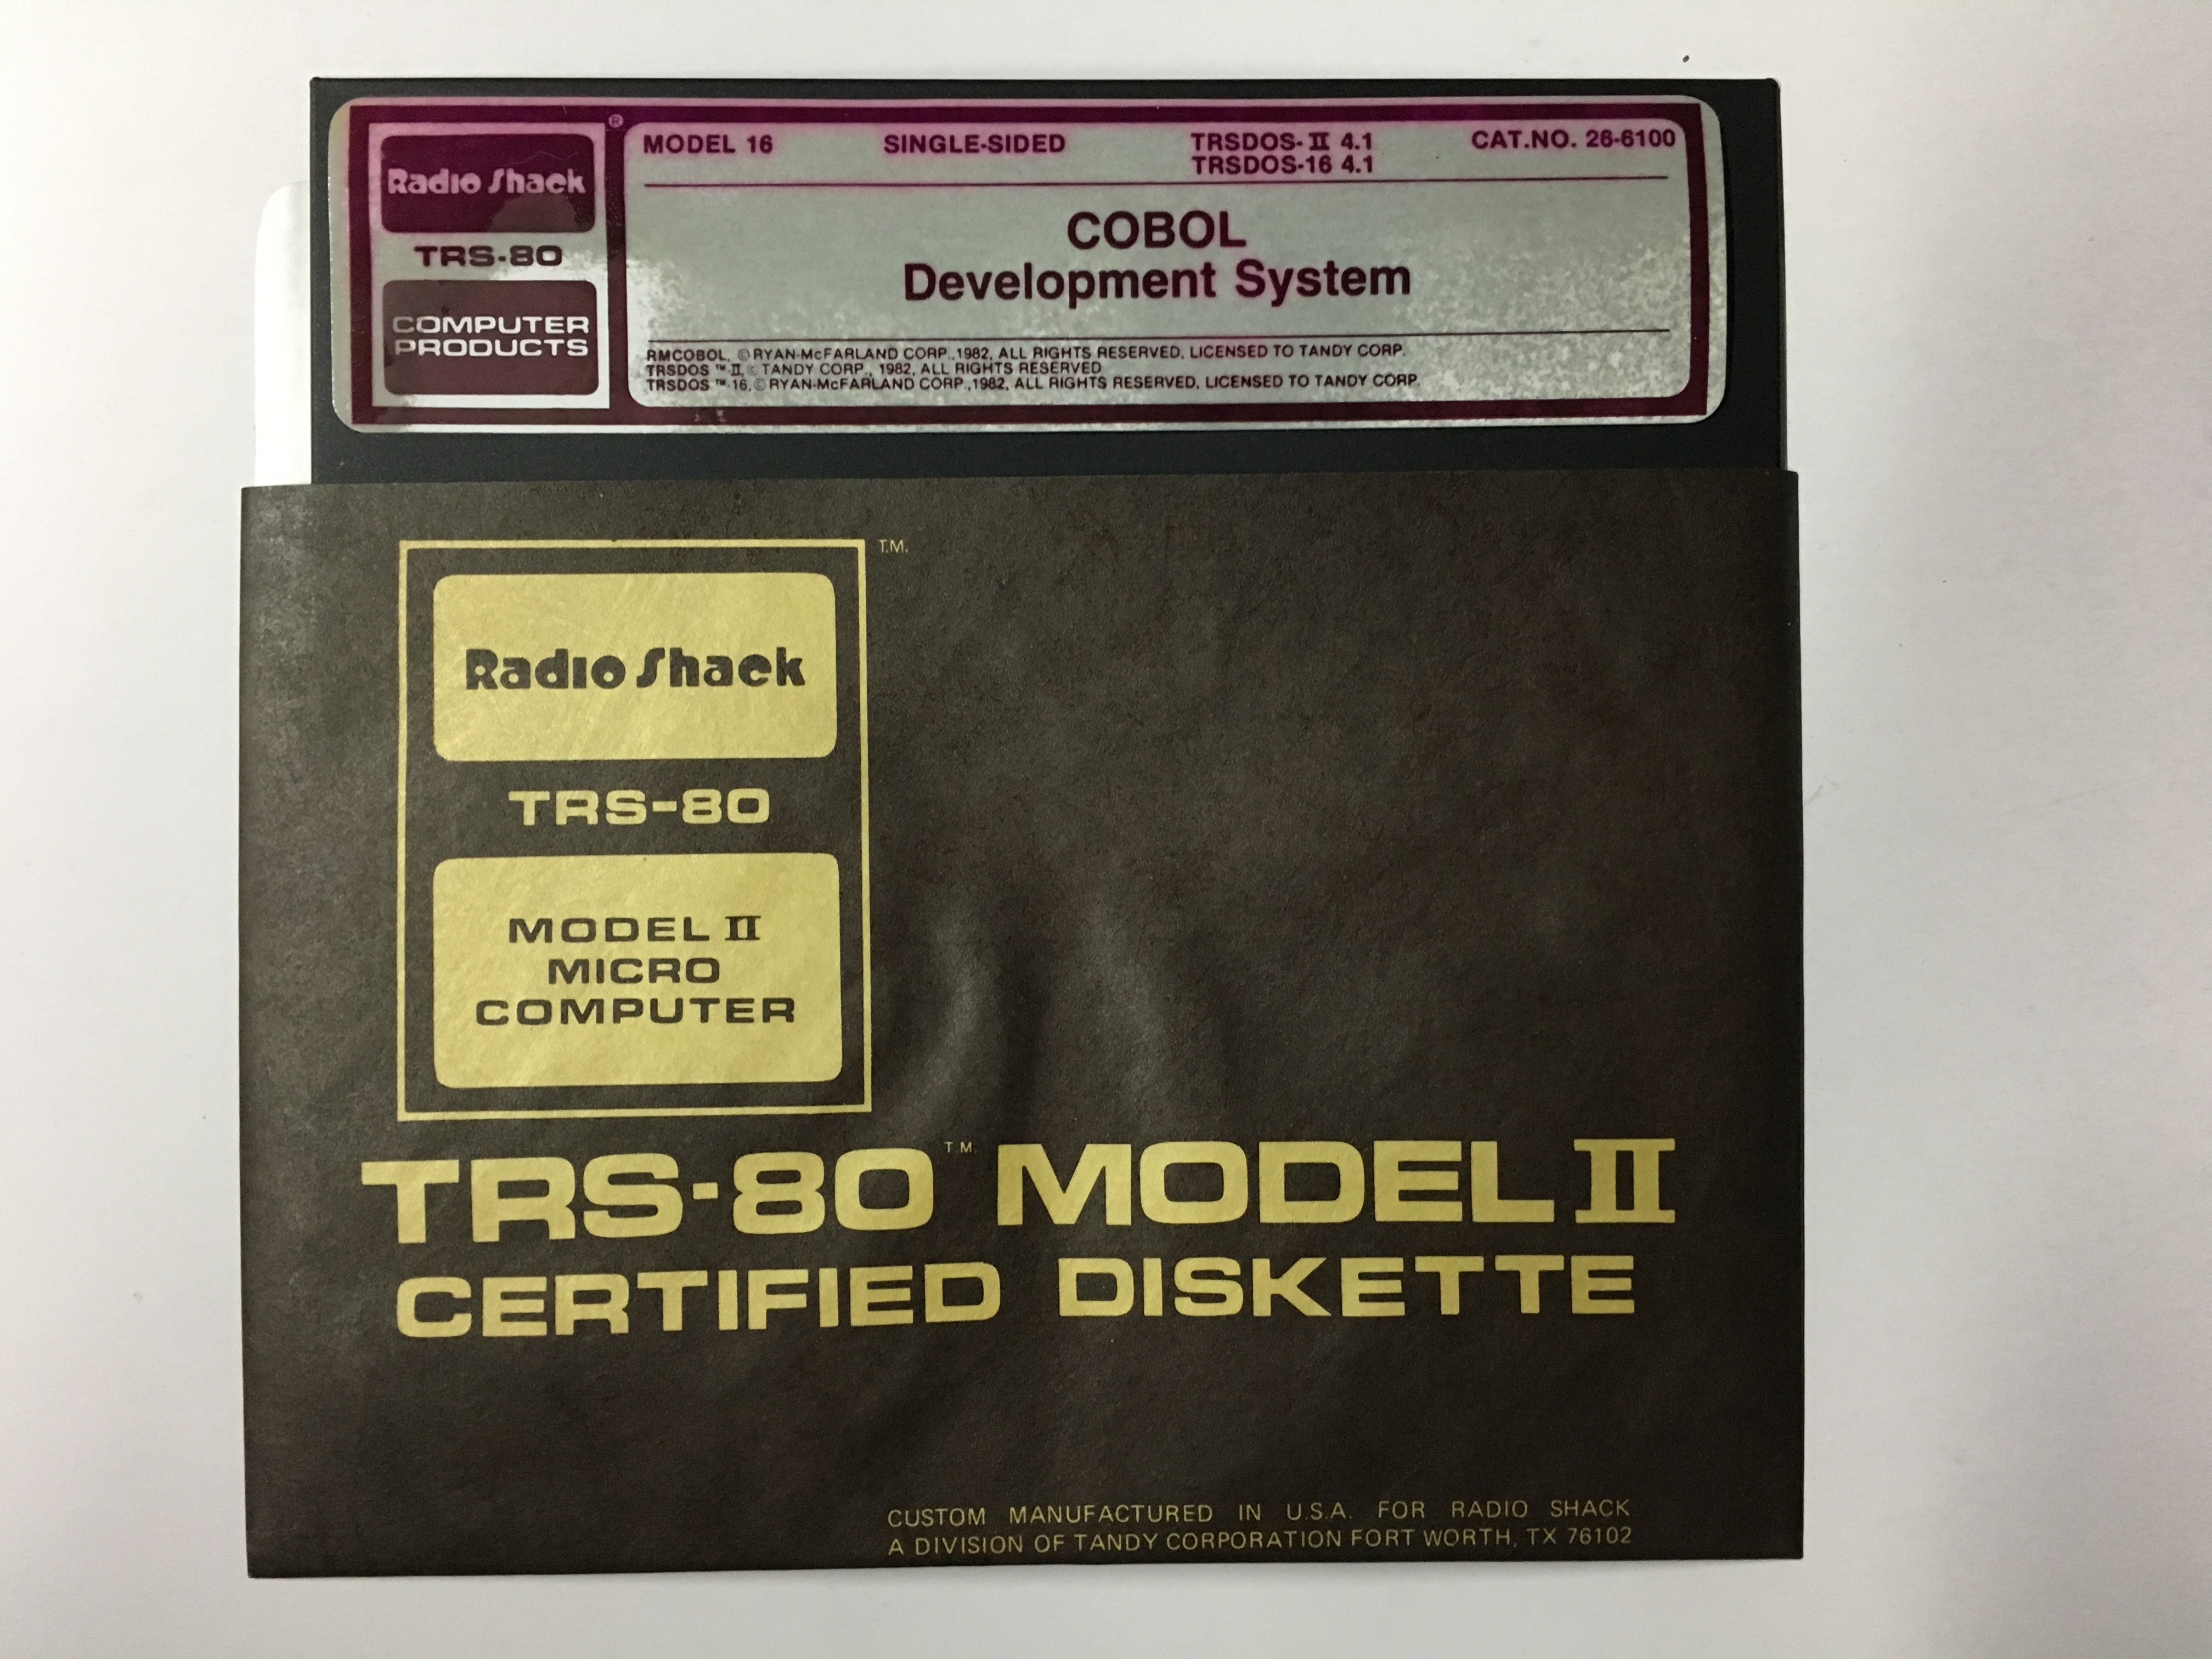 Radio Shack ®
TRS-80
COMPUTER
PRODUCTS
MODEL 16 SINGLE-SIDED TRSDOS-II 4.1 CAT.NO. 26-6100
TRSDOS-16 4.1
COBOL
Development System
RMCOBOL, ©RYAN-McFARLAND CORP.,1982, ALL RIGHTS RESERVED, LICENSED TO TANDY CORP.
TRSDOS ™-II,© TANDY CORP., 1982, ALL RIGHTS RESERVED
TRSDOS ™-16,© RYAN-McFARLAND CORP.,1982, ALL RIGHTS RESERVED, LICENSED TO TANDY CORP.
T.M.
Radio Shack
TRS-80
MODEL II
MICRO
COMPUTER
TRS-80 T.M. MODEL II
CERTIFIED DISKETTE
CUSTOM MANUFACTURED IN U.S.A. FOR RADIO SHACK
A DIVISION OF TANDY CORPORATION FORT WORTH, TX 76102